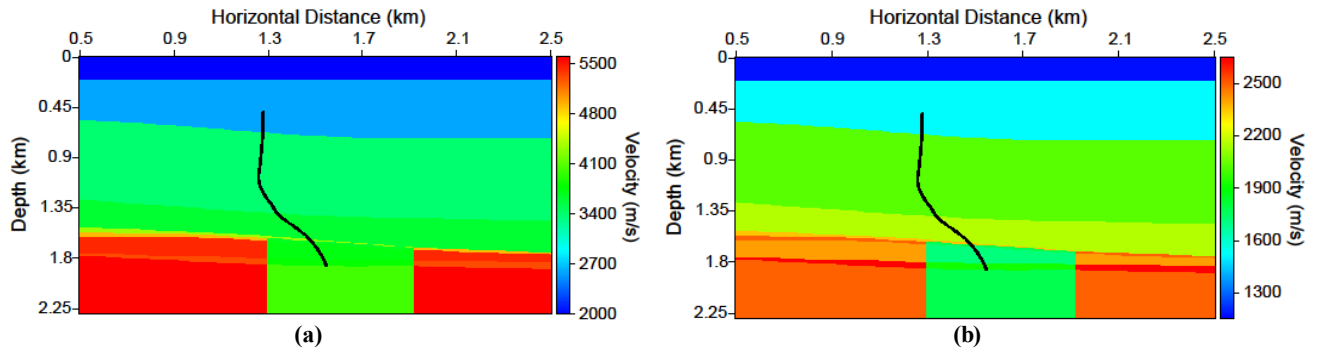 Horizontal Distance (km)
0.5 0.9 1.3 1.7 2.1 2.5
0
0.45
0.9
1.35
1.8
2.25
Depth (km)
5500
4800
4100
3400
2700
2000
Velocity (m/s)
(a)
Horizontal Distance (km)
0.5 0.9 1.3 1.7 2.1 2.5
0
0.45
0.9
1.35
1.8
2.25
Depth (km)
2500
2200
1900
1600
1300
Velocity (m/s)
(b)